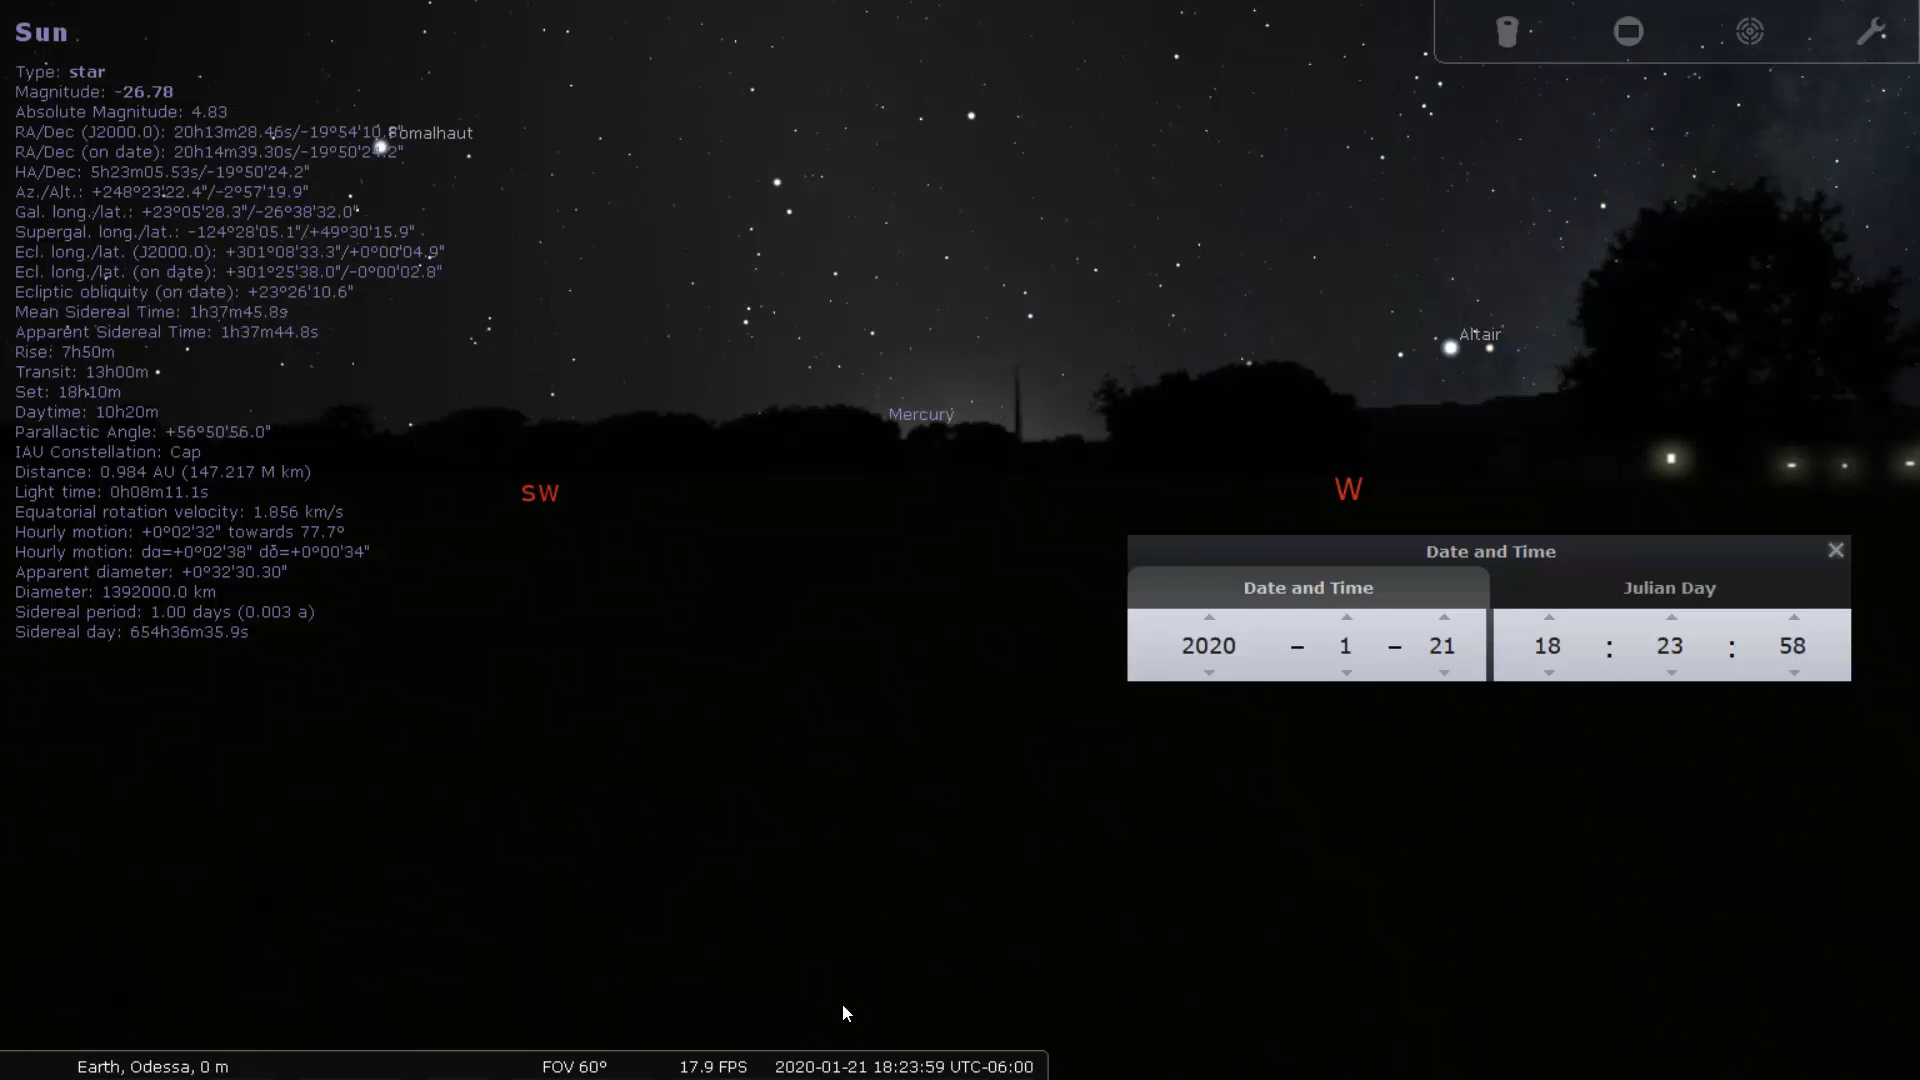 Sun
Type: star
Magnitude: -26.78
Absolute Magnitude: 4.83
RA/Dec (J2000.0): 20h13m28.46s/-19°54'10.8"
Fomalhaut
RA/Dec (on date): 20h14m39.30s/-19°50'24.2"
HA/Dec: 5h23m05.53s/-19°50'24.2"
Az./Alt.: +248°23'22.4"/-2°57'19.9"
Gal. long./lat.: +23°05'28.3"/-26°38'32.0"
Supergal. long./lat.: -124°28'05.1"/+49°30'15.9"
Ecl. long./lat. (J2000.0): +301°08'33.3"/+0°00'04.9"
Ecl. long./lat. (on date): +301°25'38.0"/-0°00'02.8"
Ecliptic obliquity (on date): +23°26'10.6"
Mean Sidereal Time: 1h37m45.8s
Apparent Sidereal Time: 1h37m44.8s
Altair
Rise: 7h50m
Transit: 13h00m
Set: 18h10m
Daytime: 10h20m
Mercury
Parallactic Angle: +56°50'56.0"
IAU Constellation: Cap
Distance: 0.984 AU (147.217 M km)
Light time: 0h08m11.1s
SW
W
Equatorial rotation velocity: 1.856 km/s
Hourly motion: +0°02'32" towards 77.7°
Hourly motion: dα=+0°02'38" dδ=+0°00'34"
Apparent diameter: +0°32'30.30"
Diameter: 1392000.0 km
Sidereal period: 1.00 days (0.003 a)
Sidereal day: 654h36m35.9s
Date and Time
Date and Time
Julian Day
2020 – 1 – 21 18 : 23 : 58
Earth, Odessa, 0 m FOV 60° 17.9 FPS 2020-01-21 18:23:59 UTC-06:00